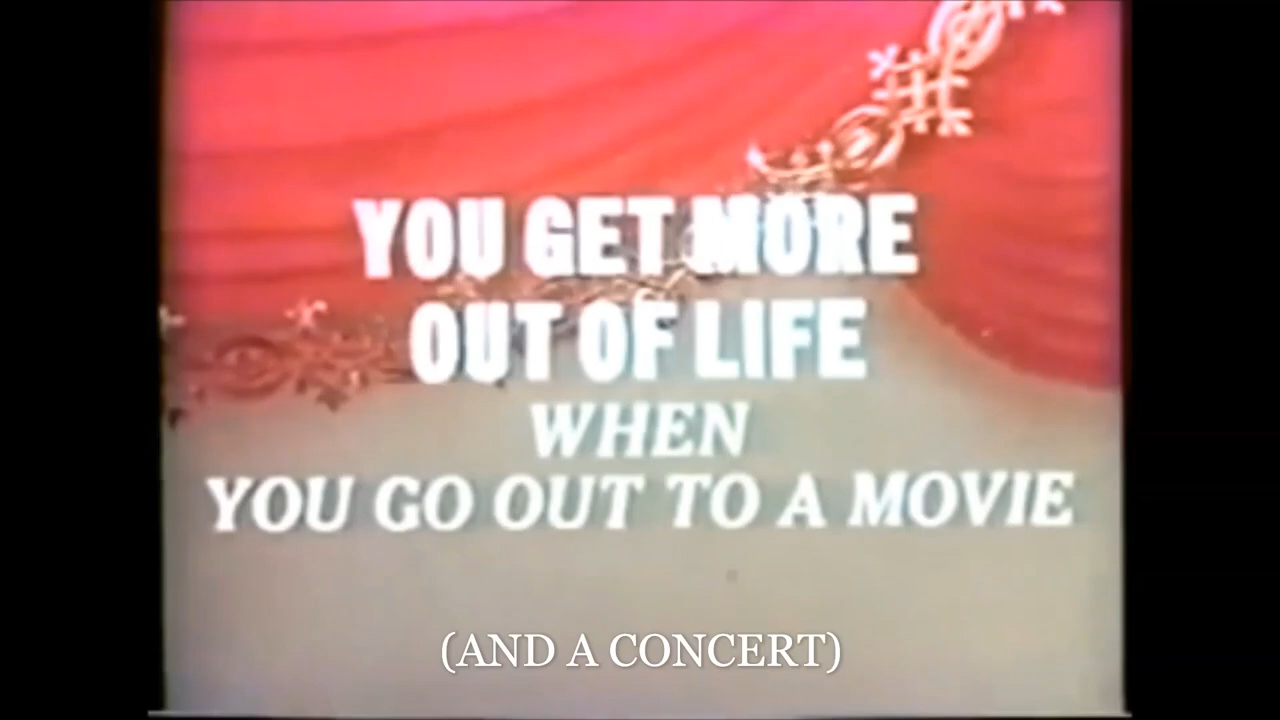 YOU GET MORE
OUT OF LIFE
WHEN
YOU GO OUT TO A MOVIE
(AND A CONCERT)